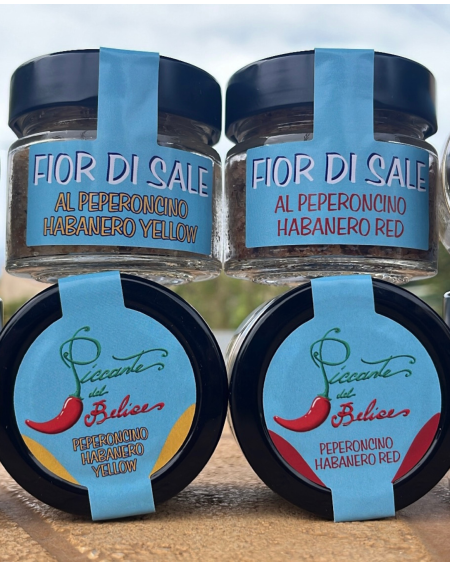 FIOR DI SALE
AL PEPERONCINO
HABANERO YELLOW
FIOR DI SALE
AL PEPERONCINO
HABANERO RED
Piccante
del
Belice
PEPERONCINO
HABANERO
YELLOW
Piccante
del
Belice
PEPERONCINO
HABANERO RED